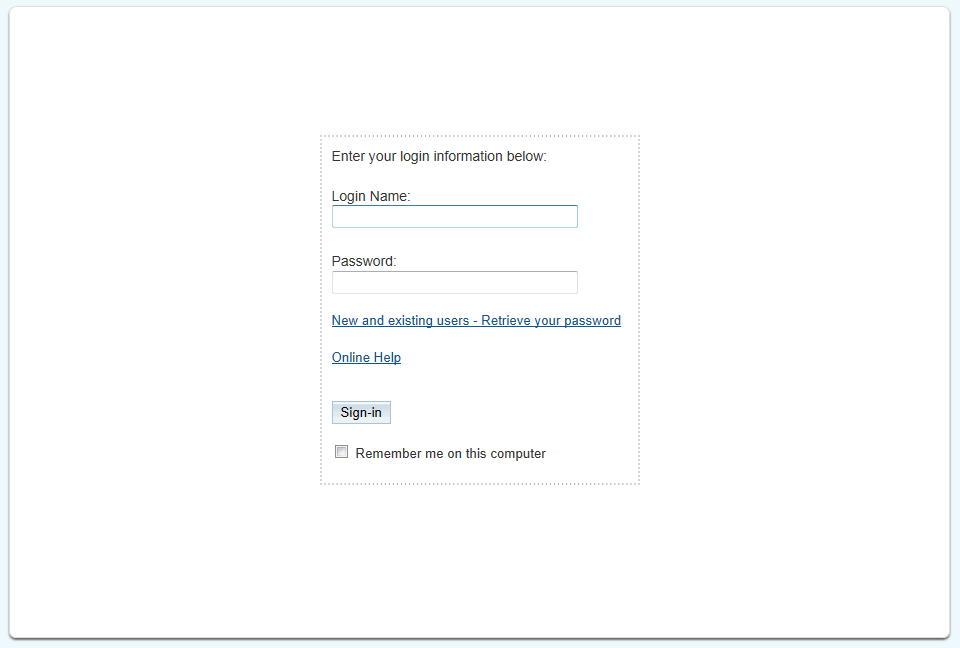 Enter your login information below:
Login Name:
Password:
New and existing users - Retrieve your password
Online Help
Sign-in
Remember me on this computer